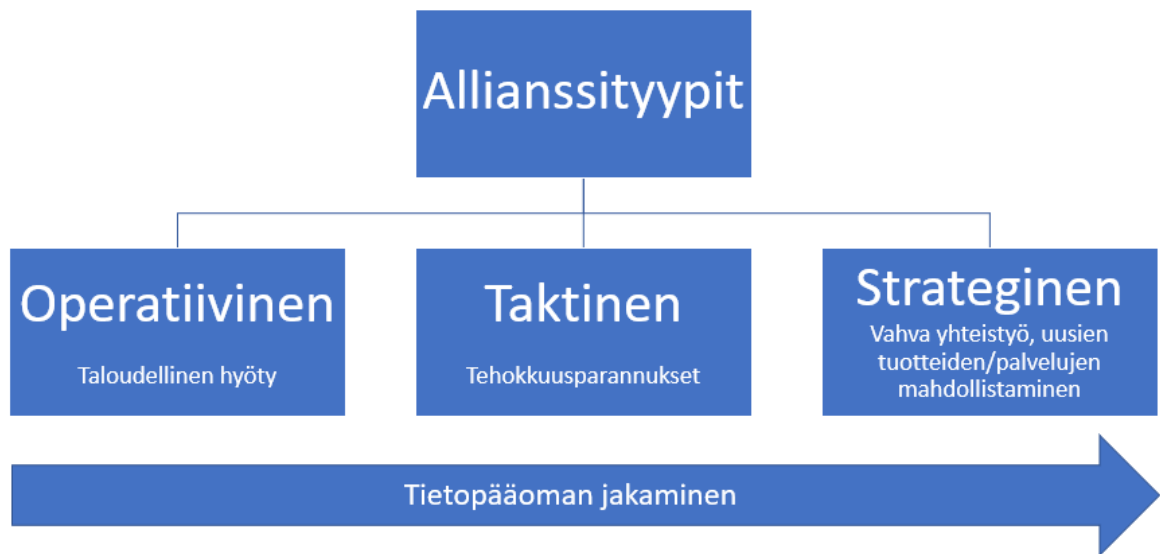 Allianssityypit
Operatiivinen
Taloudellinen hyöty
Taktinen
Tehokkuusparannukset
Strateginen
Vahva yhteistyö, uusien
tuotteiden/palvelujen
mahdollistaminen
Tietopääoman jakaminen